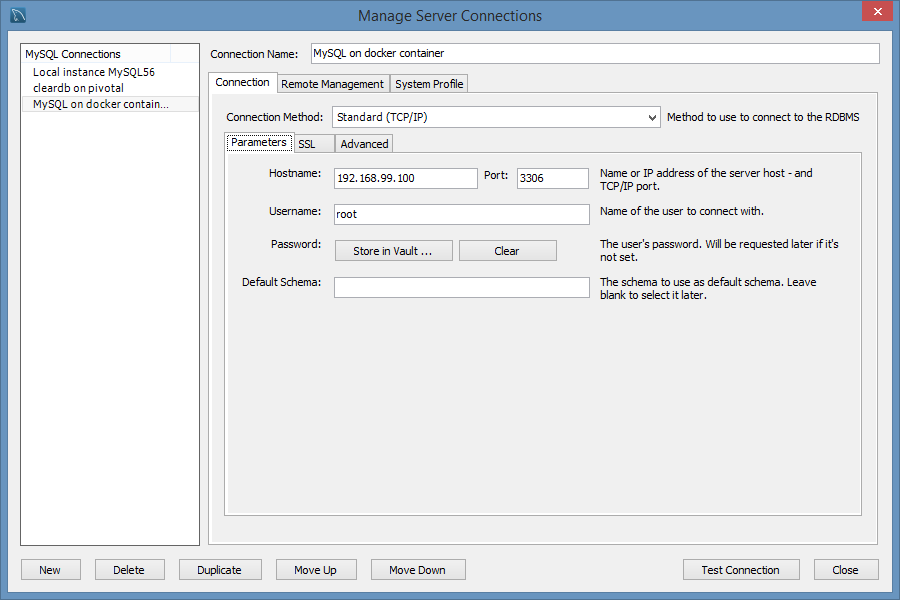 Manage Server Connections
MySQL Connections
Local instance MySQL56
cleardb on pivotal
MySQL on docker contain...
Connection Name: MySQL on docker container
Connection Remote Management System Profile
Connection Method: Standard (TCP/IP) Method to use to connect to the RDBMS
Parameters SSL Advanced
Hostname: 192.168.99.100 Port: 3306 Name or IP address of the server host - and
TCP/IP port.
Username: root Name of the user to connect with.
Password: Store in Vault ... Clear The user's password. Will be requested later if it's
not set.
Default Schema: The schema to use as default schema. Leave
blank to select it later.
New Delete Duplicate Move Up Move Down Test Connection Close